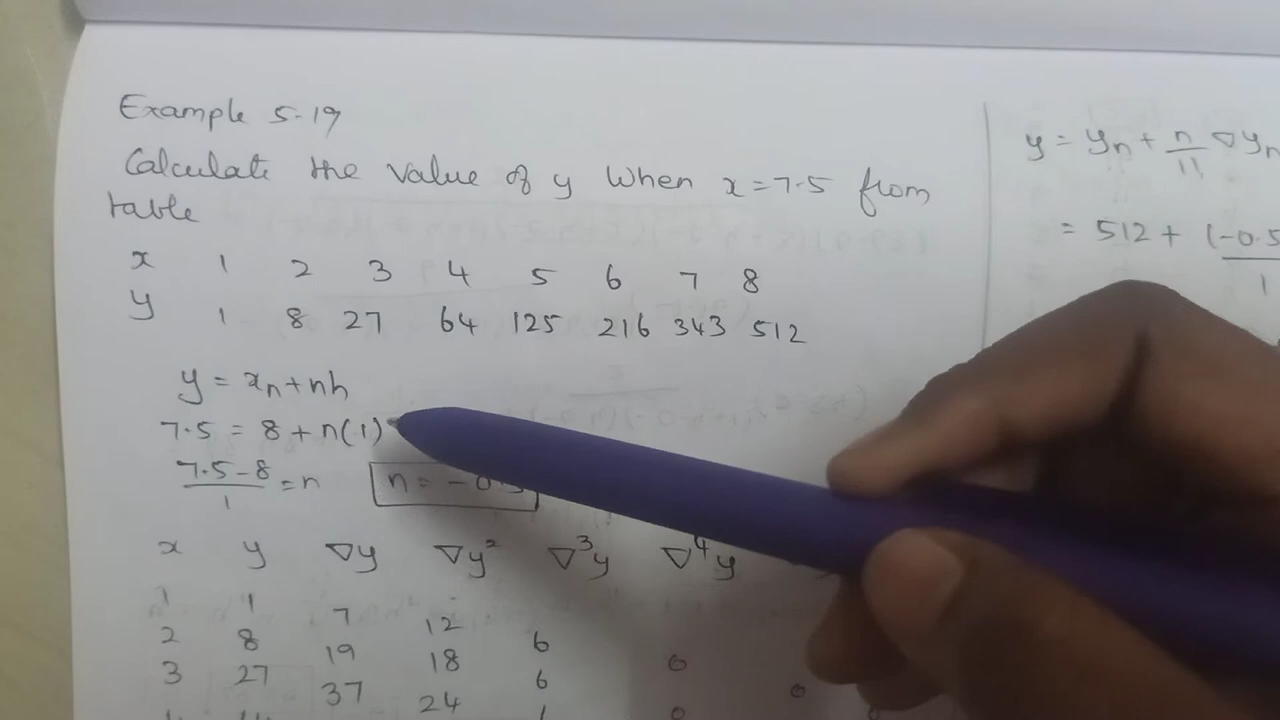 Example 5.19
Calculate the value of y when x=7.5 from
table
x 1 2 3 4 5 6 7 8
y 1 8 27 64 125 216 343 512
y = xn + nh
7.5 = 8 + n(1)
7.5-8/1 = n n = -0.5
x y ∇y ∇y² ∇³y ∇⁴y
1 1 7 12
2 8 19 18 6 0
3 27 37 24 6 0
y = yn + n/1! ∇yn
= 512 + (-0.5
1